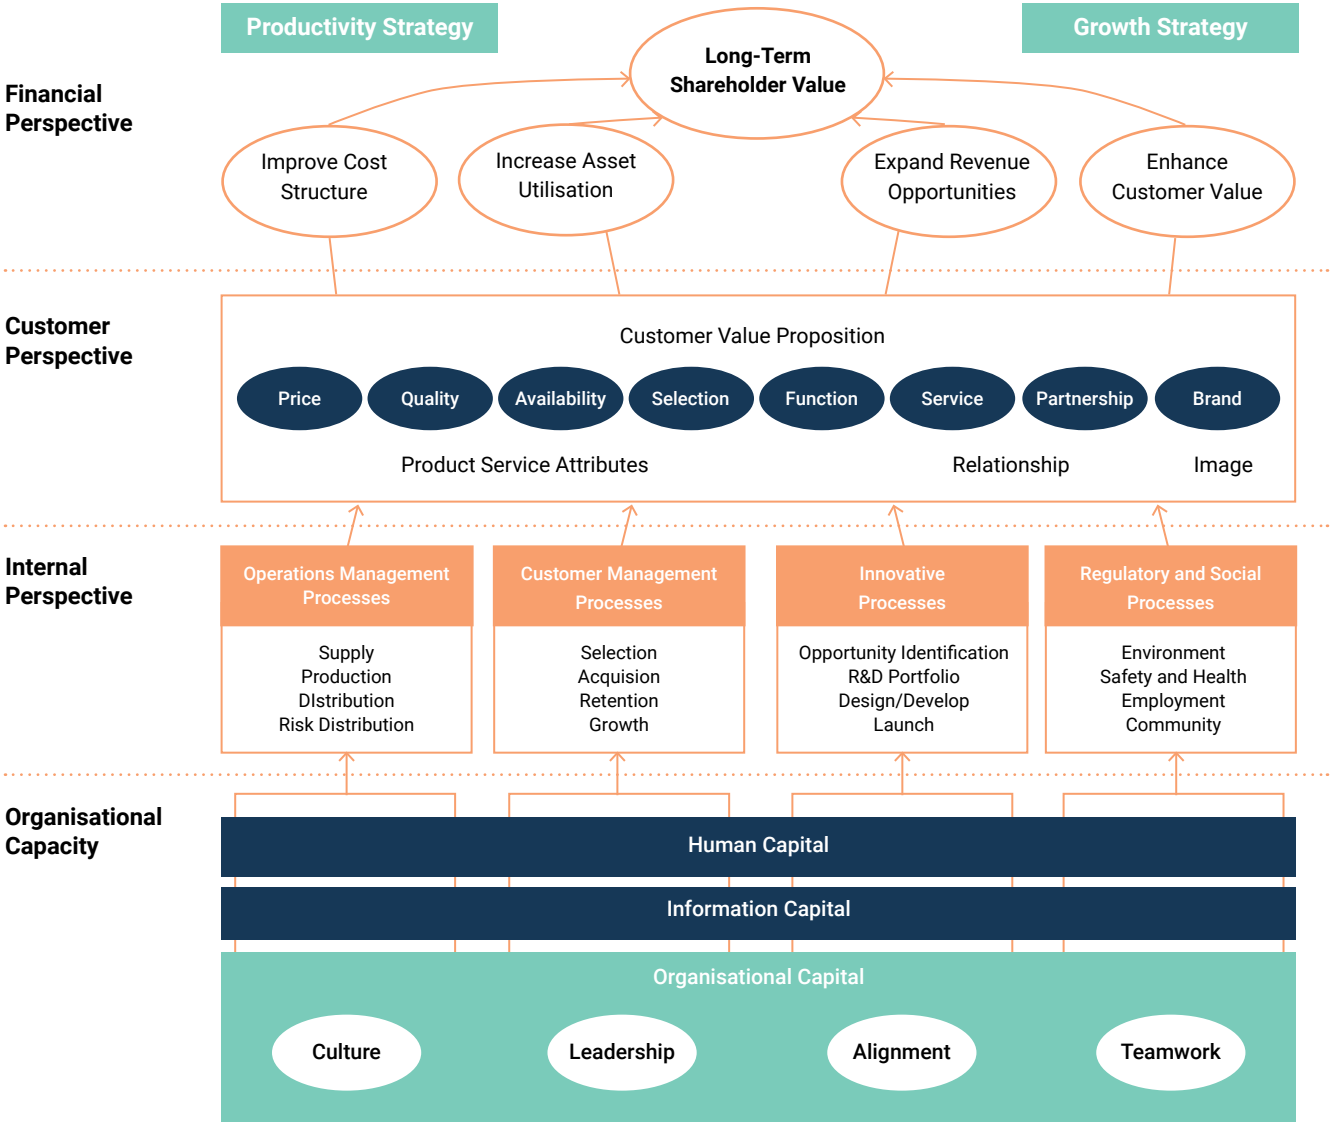 Productivity Strategy
Growth Strategy
Long-Term
Shareholder Value
Financial
Perspective
Improve Cost
Structure
Increase Asset
Utilisation
Expand Revenue
Opportunities
Enhance
Customer Value
Customer
Perspective
Customer Value Proposition
Price
Quality
Availability
Selection
Function
Service
Partnership
Brand
Product Service Attributes
Relationship
Image
Internal
Perspective
Operations Management
Processes
Supply
Production
DIstribution
Risk Distribution
Customer Management
Processes
Selection
Acquision
Retention
Growth
Innovative
Processes
Opportunity Identification
R&D Portfolio
Design/Develop
Launch
Regulatory and Social
Processes
Environment
Safety and Health
Employment
Community
Organisational
Capacity
Human Capital
Information Capital
Organisational Capital
Culture
Leadership
Alignment
Teamwork